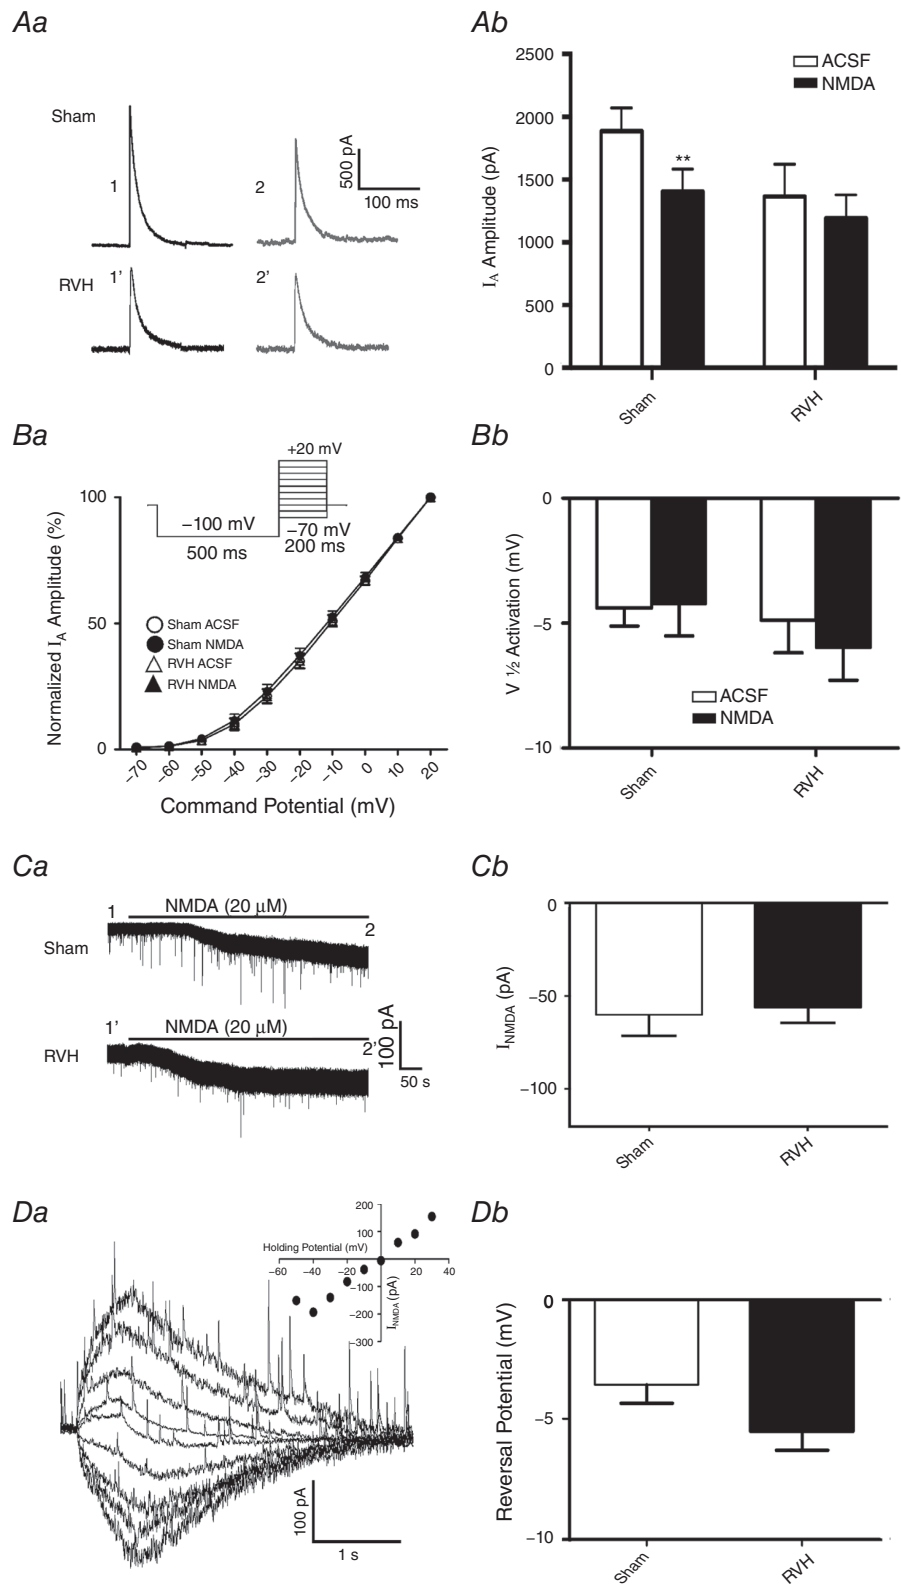 Aa
Sham
1
2
500 pA
100 ms
RVH
1'
2'
Ab
2500
2000
1500
1000
500
0
I_A Amplitude (pA)
ACSF
NMDA
**
Sham
RVH
Ba
100
50
0
Normalized I_A Amplitude (%)
+20 mV
−100 mV
500 ms
−70 mV
200 ms
Sham ACSF
Sham NMDA
RVH ACSF
RVH NMDA
−70 −60 −50 −40 −30 −20 −10 0 10 20
Command Potential (mV)
Bb
0
−5
−10
V ½ Activation (mV)
ACSF
NMDA
Sham
RVH
Ca
1
NMDA (20 µM)
2
Sham
1'
NMDA (20 µM)
2'
RVH
100 pA
50 s
Cb
0
−50
−100
I_NMDA (pA)
Sham
RVH
Da
200
100
Holding Potential (mV)
−60 −40 −20 20 40
−100
−200
−300
I_NMDA (pA)
100 pA
1 s
Db
0
−5
−10
Reversal Potential (mV)
Sham
RVH